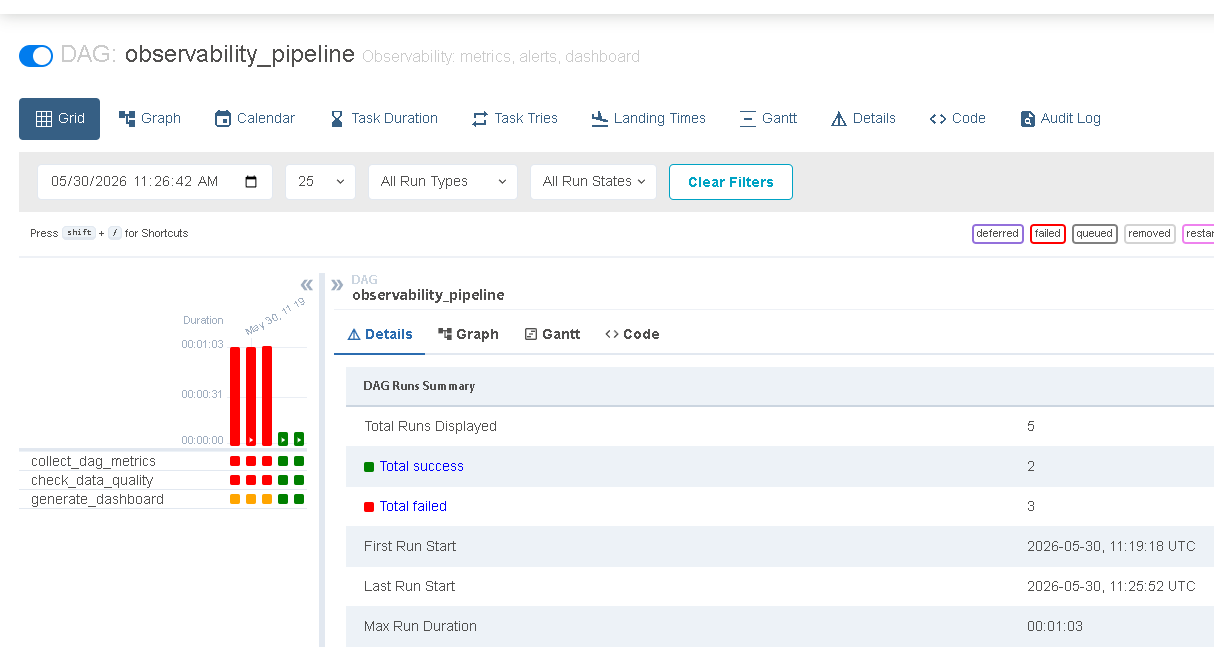 DAG: observability_pipeline Observability: metrics, alerts, dashboard
Grid Graph Calendar Task Duration Task Tries Landing Times Gantt Details Code Audit Log
05/30/2026 11:26:42 AM 25 All Run Types All Run States Clear Filters
Press shift + / for Shortcuts deferred failed queued removed restar
DAG
observability_pipeline
May 30, 11:19
Duration
Details Graph Gantt Code
00:01:03
00:00:31
00:00:00
DAG Runs Summary
Total Runs Displayed 5
collect_dag_metrics
Total success 2
check_data_quality
generate_dashboard
Total failed 3
First Run Start 2026-05-30, 11:19:18 UTC
Last Run Start 2026-05-30, 11:25:52 UTC
Max Run Duration 00:01:03